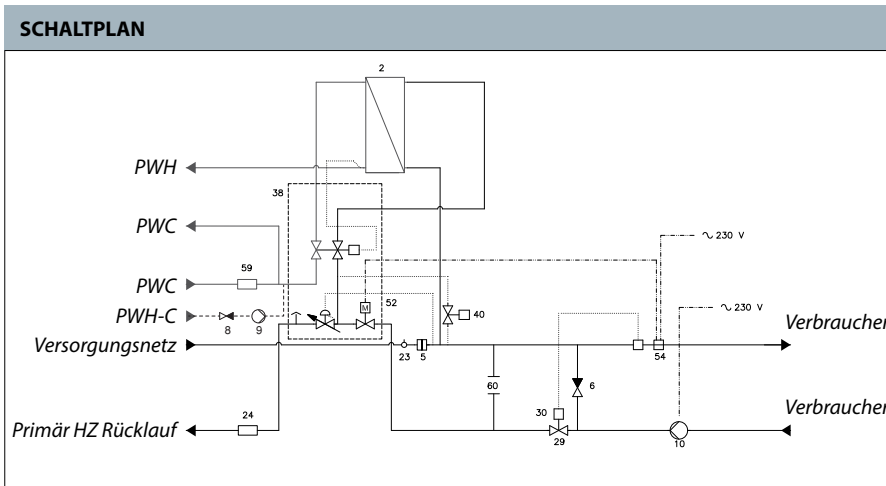 SCHALTPLAN
2
PWH
38
PWC
~ 230 V
59
PWC
52
PWH-C
8
9
M
40
~ 230 V
Verbraucher
Versorgungsnetz
23
5
54
60
6
Verbraucher
24
30
Primär HZ Rücklauf
29
10